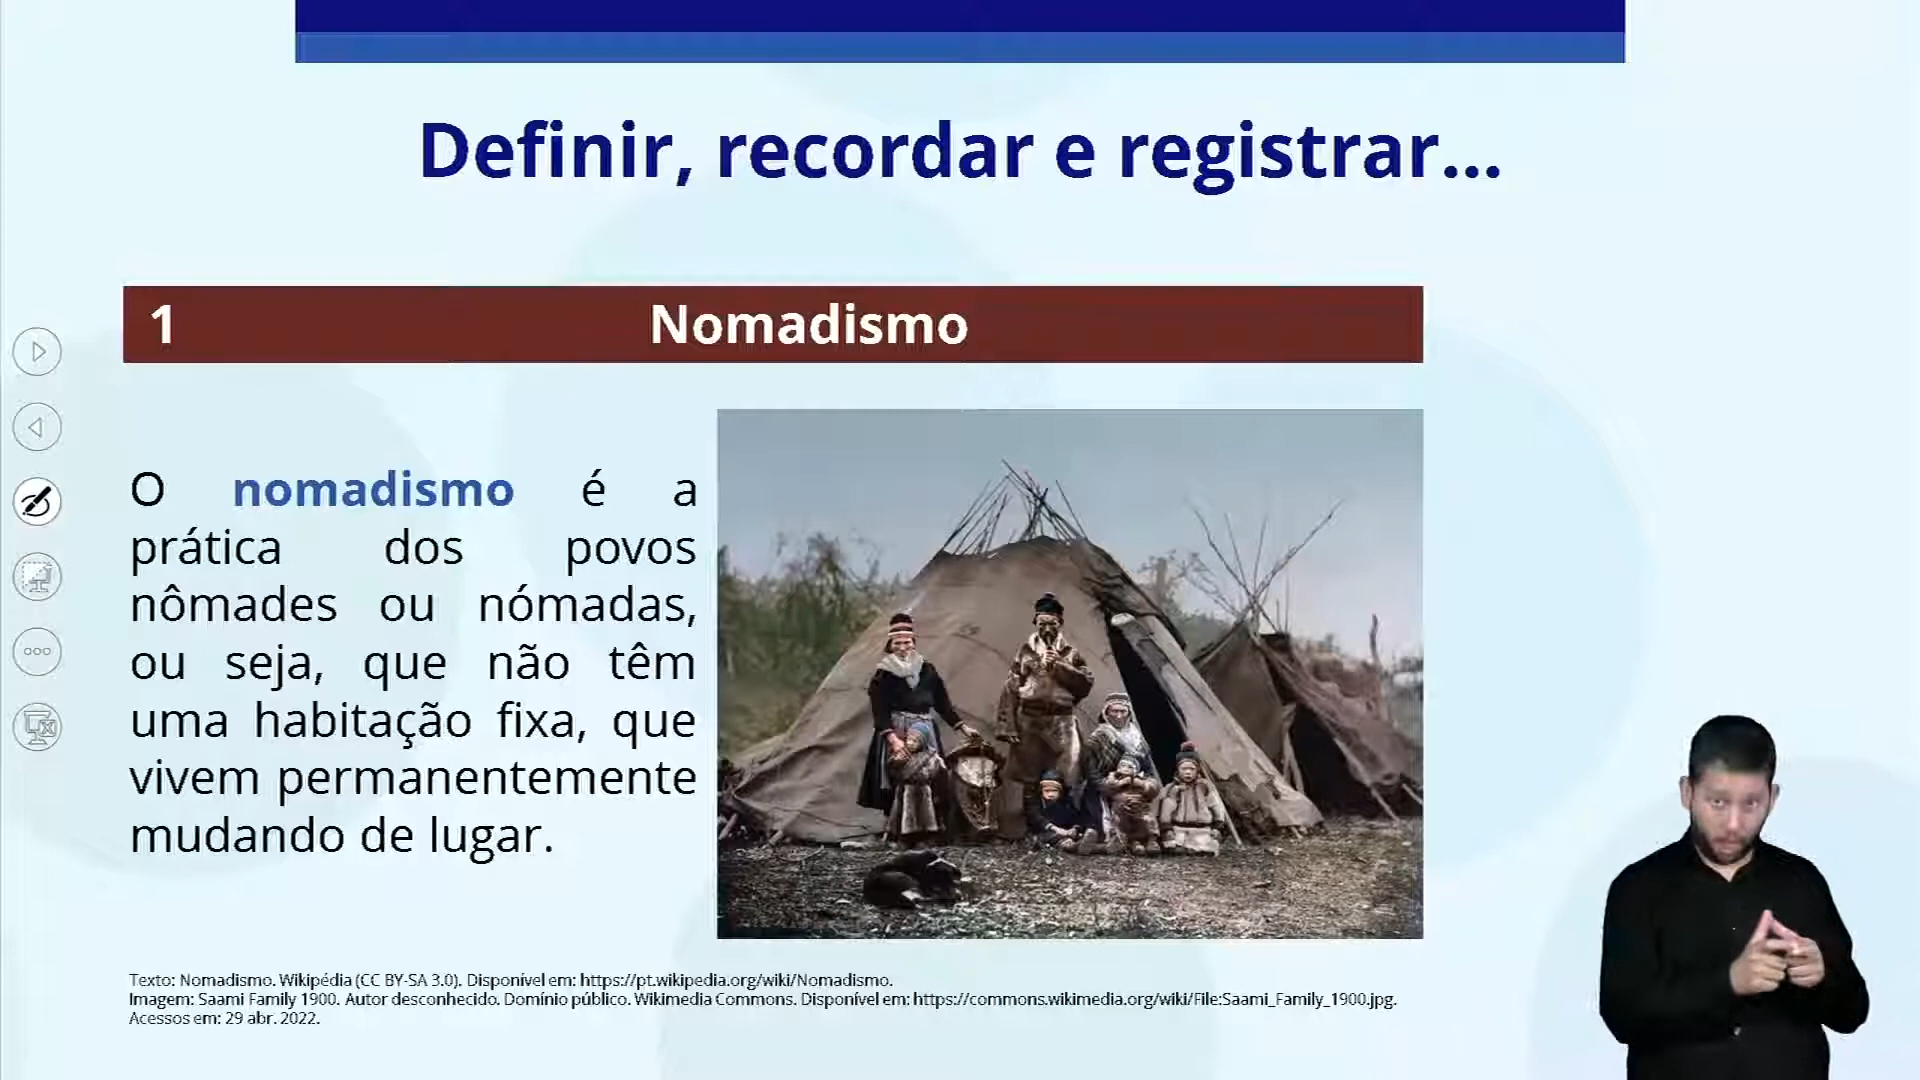 Definir, recordar e registrar...
1 Nomadismo
O nomadismo é a
prática dos povos
nômades ou nómadas,
ou seja, que não têm
uma habitação fixa, que
vivem permanentemente
mudando de lugar.
Texto: Nomadismo. Wikipédia (CC BY-SA 3.0). Disponível em: https://pt.wikipedia.org/wiki/Nomadismo.
Imagem: Saami Family 1900. Autor desconhecido. Domínio público. Wikimedia Commons. Disponível em: https://commons.wikimedia.org/wiki/File:Saami_Family_1900.jpg.
Acessos em: 29 abr. 2022.